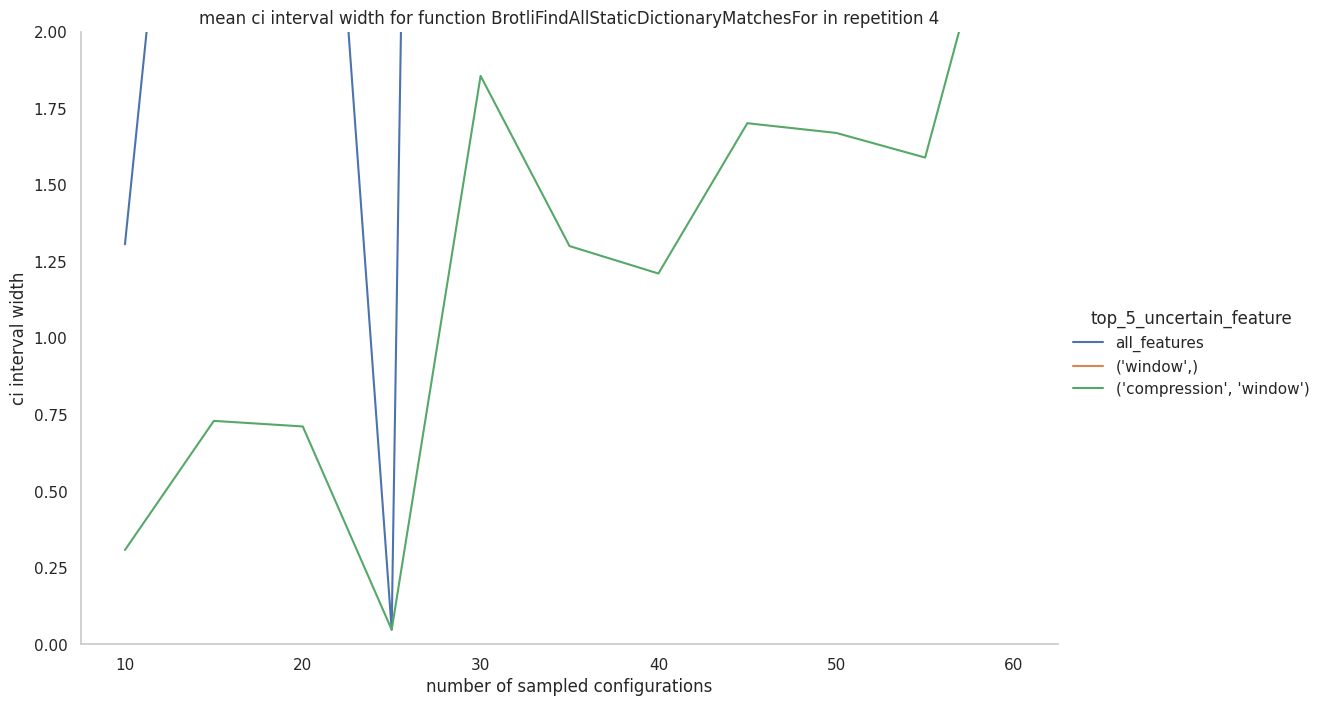 mean ci interval width for function BrotliFindAllStaticDictionaryMatchesFor in repetition 4
2.00
1.75
1.50
1.25
1.00
0.75
0.50
0.25
0.00
ci interval width
10 20 30 40 50 60
number of sampled configurations
top_5_uncertain_feature
all_features
('window',)
('compression', 'window')